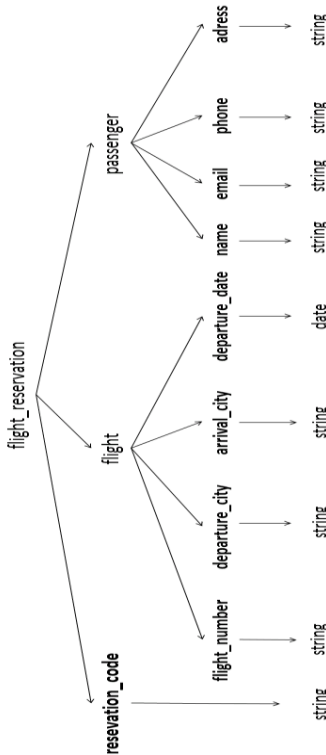 flight_reservation
resevation_code
flight
passenger
flight_number
departure_city
arrival_city
departure_date
name
email
phone
adress
string
string
string
string
date
string
string
string
string